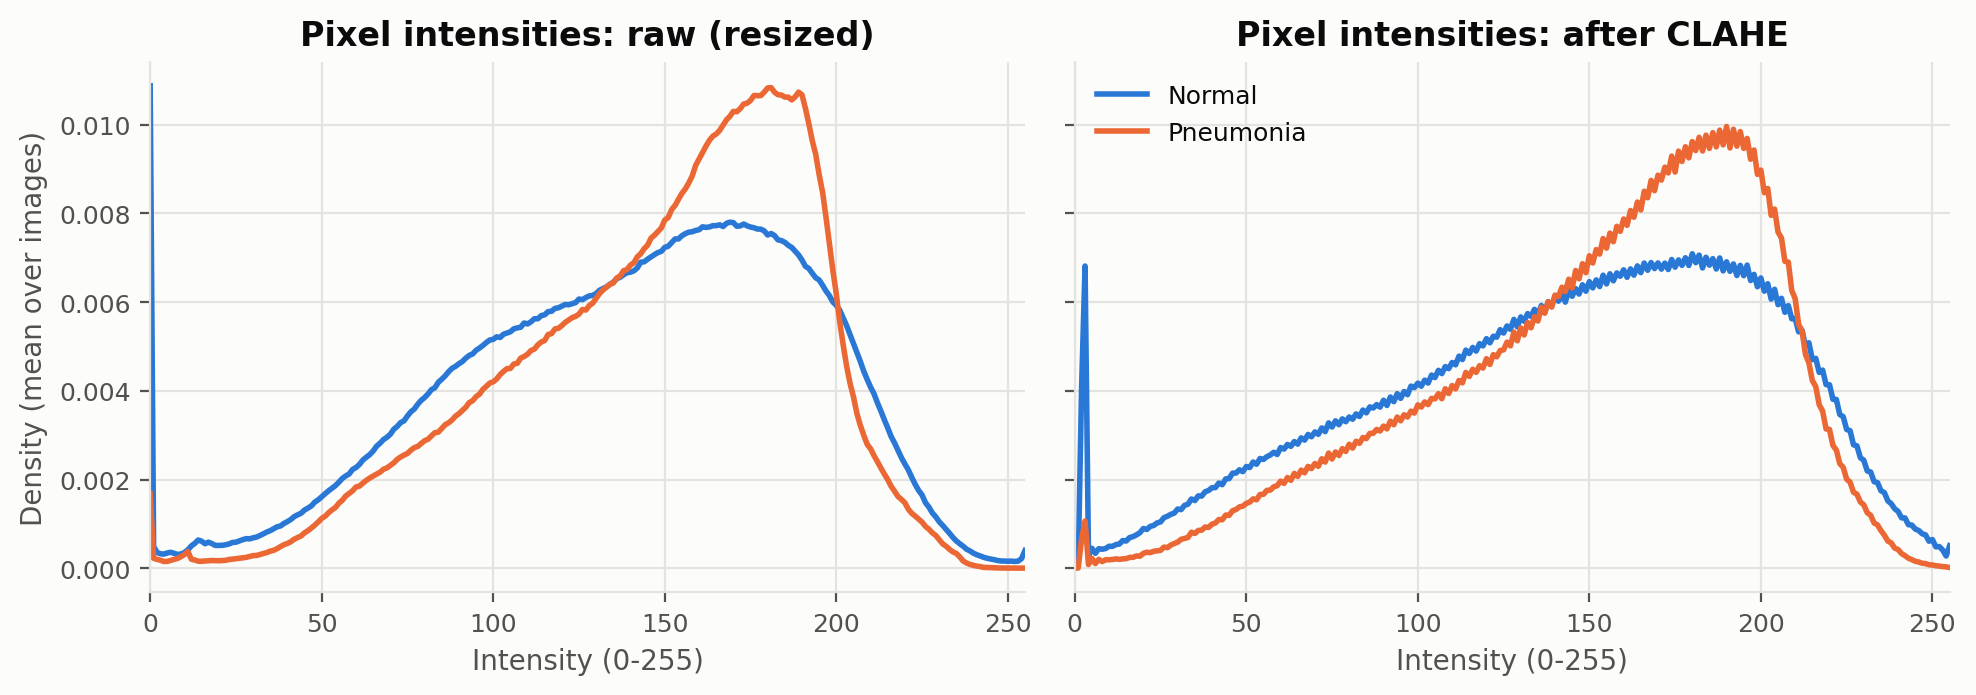 Pixel intensities: raw (resized)
Density (mean over images)
0.010
0.008
0.006
0.004
0.002
0.000
0 50 100 150 200 250
Intensity (0-255)
Pixel intensities: after CLAHE
Normal
Pneumonia
0 50 100 150 200 250
Intensity (0-255)